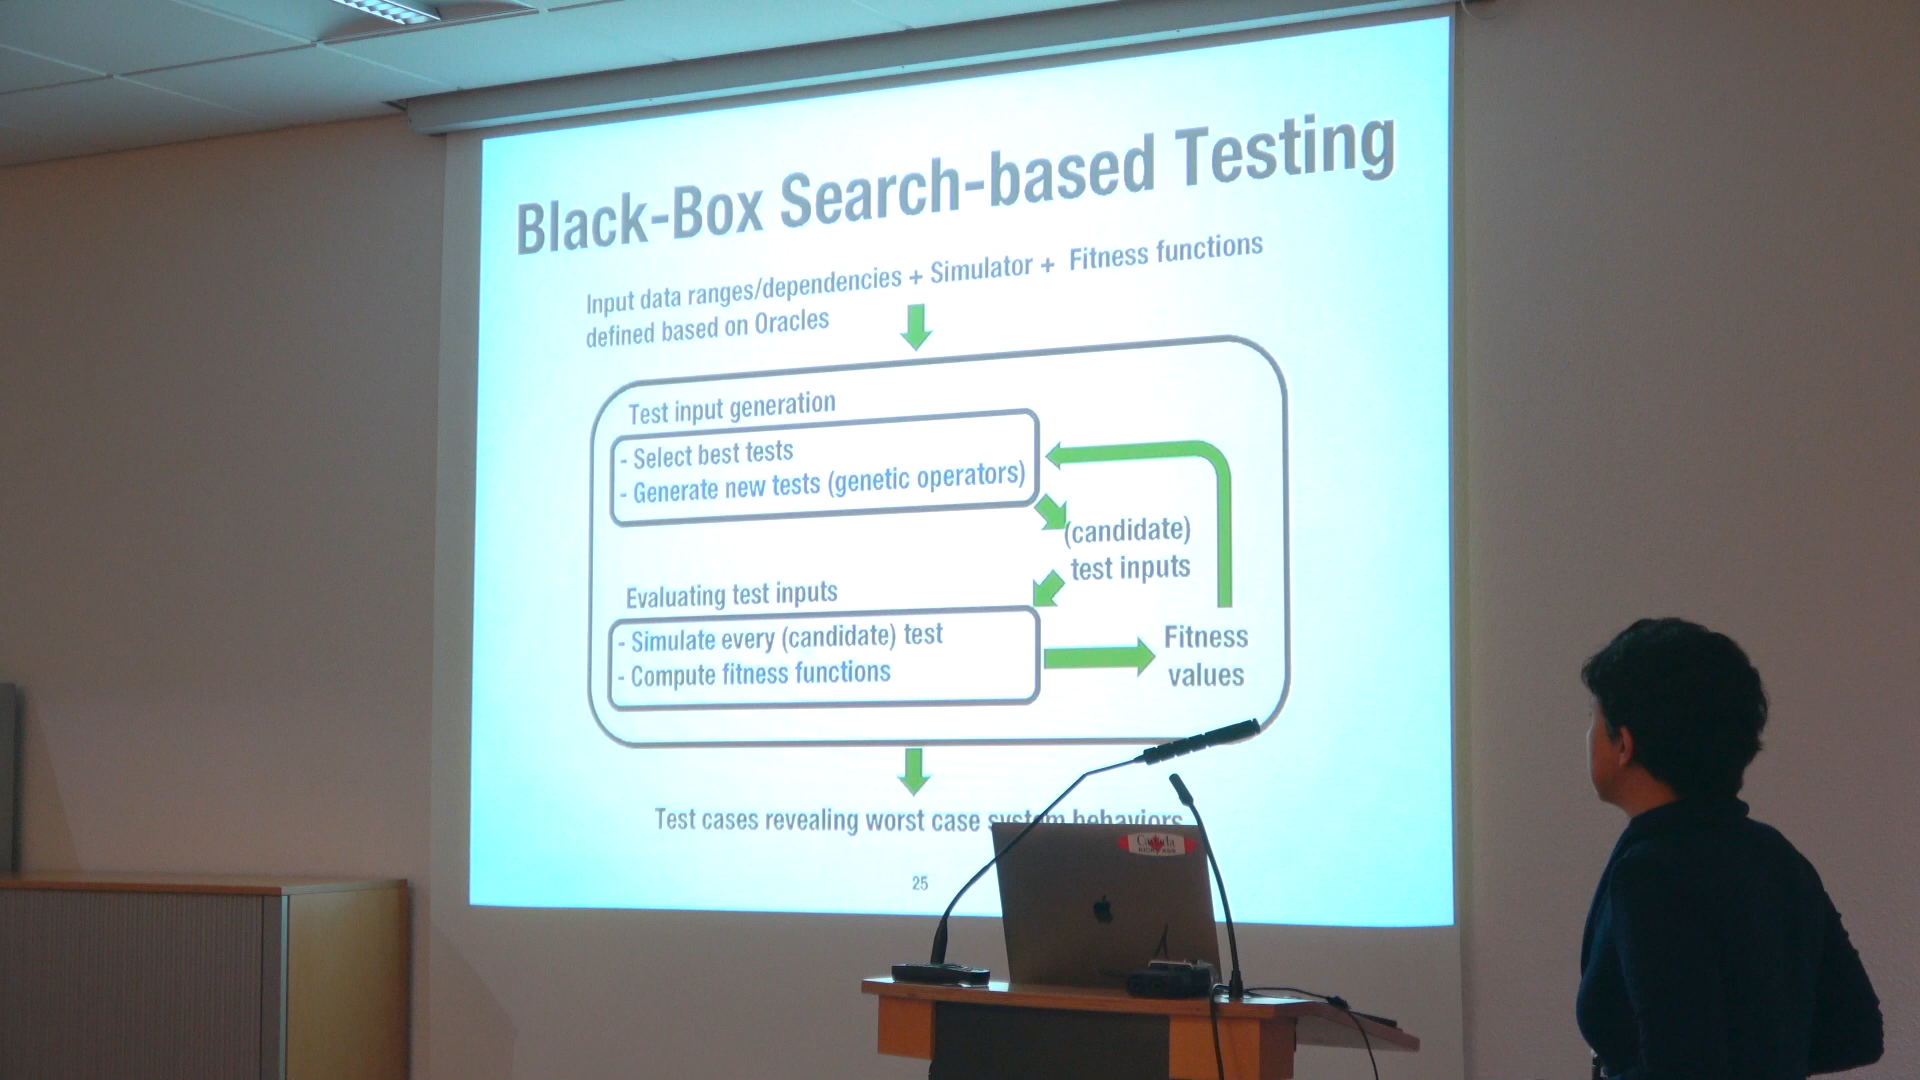 Black-Box Search-based Testing
Input data ranges/dependencies + Simulator + Fitness functions
defined based on Oracles
Test input generation
- Select best tests
- Generate new tests (genetic operators)
(candidate)
test inputs
Evaluating test inputs
- Simulate every (candidate) test
- Compute fitness functions
Fitness
values
Test cases revealing worst case system behaviors
25
Canada